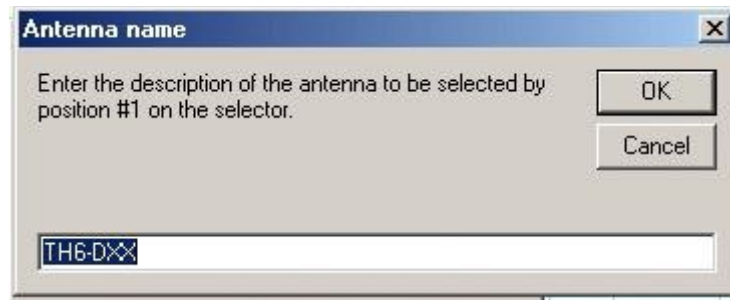 Antenna name
Enter the description of the antenna to be selected by
position #1 on the selector.
OK
Cancel
TH6-DXX